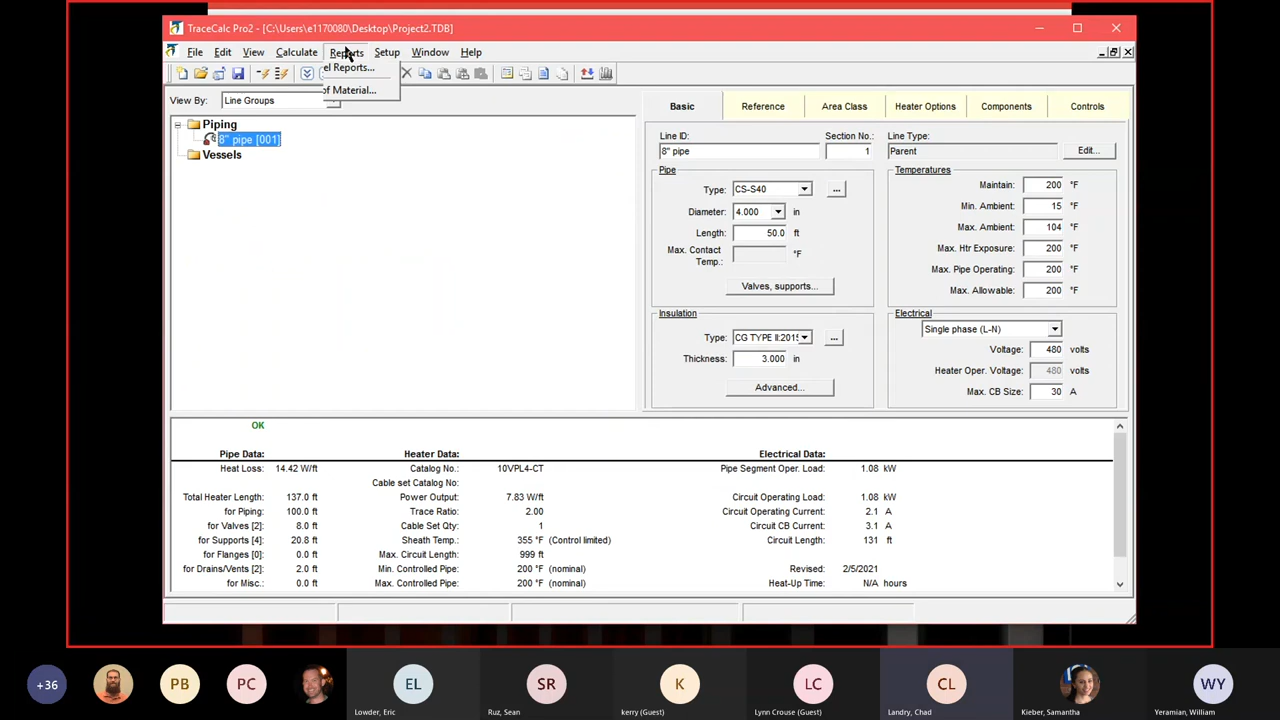 TraceCalc Pro2 - [C:\Users\e1170080\Desktop\Project2.TDB]
File Edit View Calculate Reports Setup Window Help
el Reports...
of Material...
View By: Line Groups
Piping
8" pipe [001]
Vessels
Basic Reference Area Class Heater Options Components Controls
Line ID: Section No.: Line Type:
8" pipe 1 Parent Edit...
Pipe
Type: CS-S40 ...
Diameter: 4.000 in
Length: 50.0 ft
Max. Contact Temp.: °F
Valves, supports...
Temperatures
Maintain: 200 °F
Min. Ambient: 15 °F
Max. Ambient: 104 °F
Max. Htr Exposure: 200 °F
Max. Pipe Operating: 200 °F
Max. Allowable: 200 °F
Insulation
Type: CG TYPE II:2015 ...
Thickness: 3.000 in
Advanced...
Electrical
Single phase (L-N)
Voltage: 480 volts
Heater Oper. Voltage: 480 volts
Max. CB Size: 30 A
OK
Pipe Data: Heater Data: Electrical Data:
Heat Loss: 14.42 W/ft Catalog No.: 10VPL4-CT Pipe Segment Oper. Load: 1.08 kW
Cable set Catalog No.:
Total Heater Length: 137.0 ft Power Output: 7.83 W/ft Circuit Operating Load: 1.08 kW
for Piping: 100.0 ft Trace Ratio: 2.00 Circuit Operating Current: 2.1 A
for Valves [2]: 8.0 ft Cable Set Qty: 1 Circuit CB Current: 3.1 A
for Supports [4]: 20.8 ft Sheath Temp.: 355 °F (Control limited) Circuit Length: 131 ft
for Flanges [0]: 0.0 ft Max. Circuit Length: 999 ft
for Drains/Vents [2]: 2.0 ft Min. Controlled Pipe: 200 °F (nominal) Revised: 2/5/2021
for Misc.: 0.0 ft Max. Controlled Pipe: 200 °F (nominal) Heat-Up Time: N/A hours
+36 PB PC EL SR K LC CL WY
Lowder, Eric Ruz, Sean kerry (Guest) Lynn Crouse (Guest) Landry, Chad Kieber, Samantha Yeramian, William